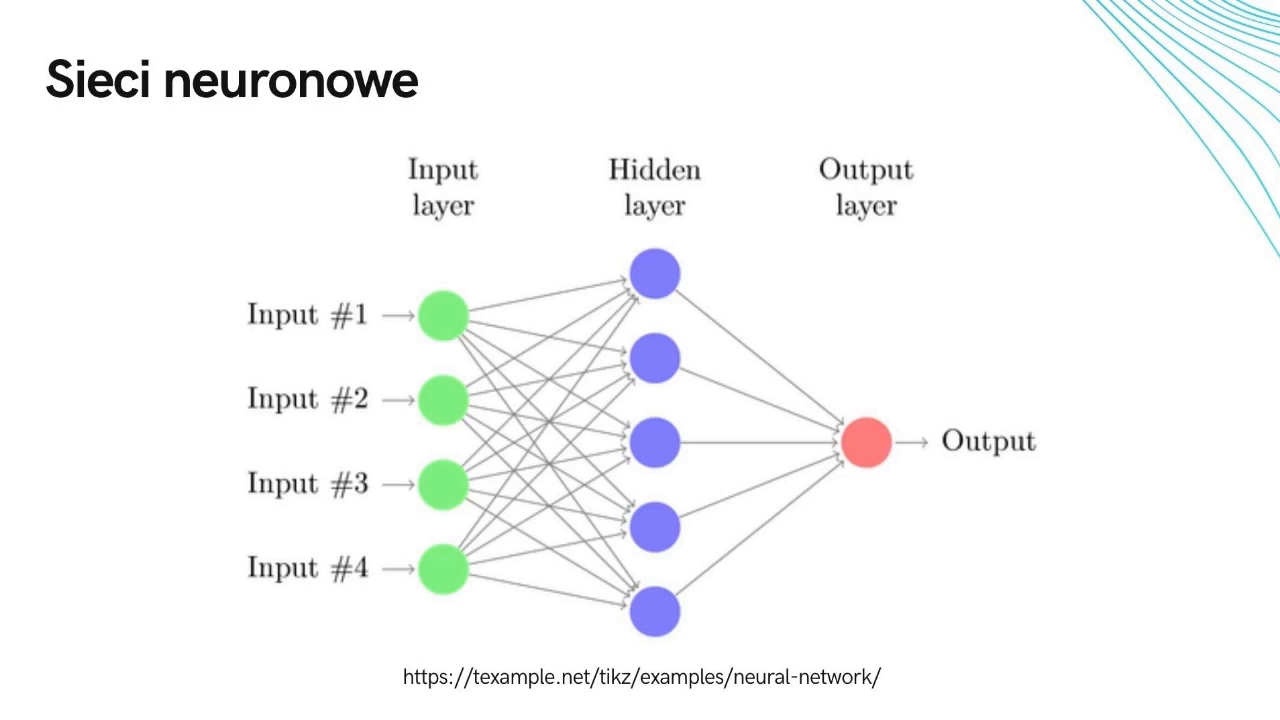 Sieci neuronowe
Input
layer
Hidden
layer
Output
layer
Input #1
Input #2
Input #3
Input #4
Output
https://texample.net/tikz/examples/neural-network/